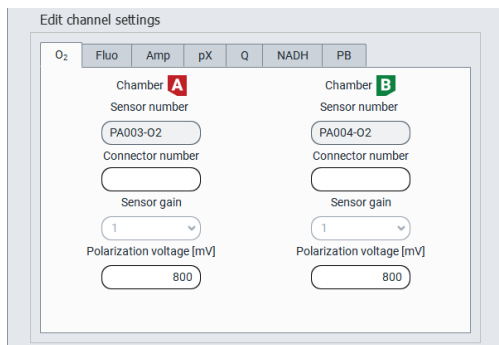 Edit channel settings
O₂ Fluo Amp pX Q NADH PB
Chamber A Chamber B
Sensor number Sensor number
PA003-O2 PA004-O2
Connector number Connector number
Sensor gain Sensor gain
1 1
Polarization voltage [mV] Polarization voltage [mV]
800 800